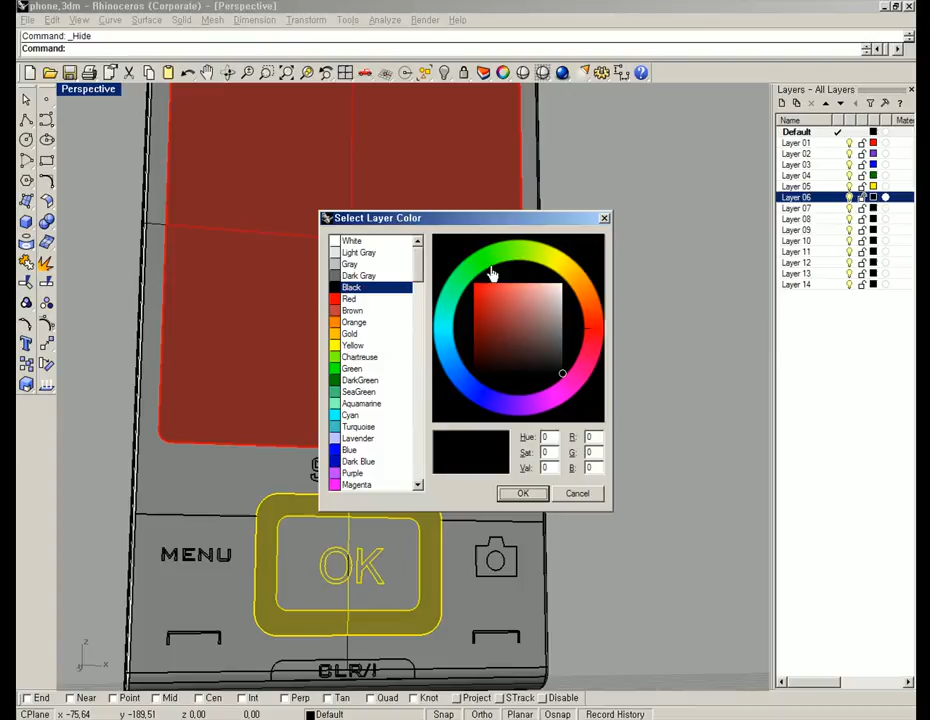 phone_3dm - Rhinoceros (Corporate) - [Perspective]
File Edit View Curve Surface Solid Mesh Dimension Transform Tools Analyze Render Help
Command: _Hide
Command:
Perspective
Layers - All Layers
Name Mater
Default
Layer 01
Layer 02
Layer 03
Layer 04
Layer 05
Layer 06
Layer 07
Layer 08
Layer 09
Layer 10
Layer 11
Layer 12
Layer 13
Layer 14
Select Layer Color
White
Light Gray
Gray
Dark Gray
Black
Red
Brown
Orange
Gold
Yellow
Chartreuse
Green
DarkGreen
SeaGreen
Aquamarine
Cyan
Turquoise
Lavender
Blue
Dark Blue
Purple
Magenta
Hue: 0 R: 0
Sat: 0 G: 0
Val: 0 B: 0
OK Cancel
MENU OK
CLR/I
z
y x
End Near Point Mid Cen Int Perp Tan Quad Knot Project STrack Disable
CPlane x -75,64 y -189,51 z 0,00 0,00 Default Snap Ortho Planar Osnap Record History